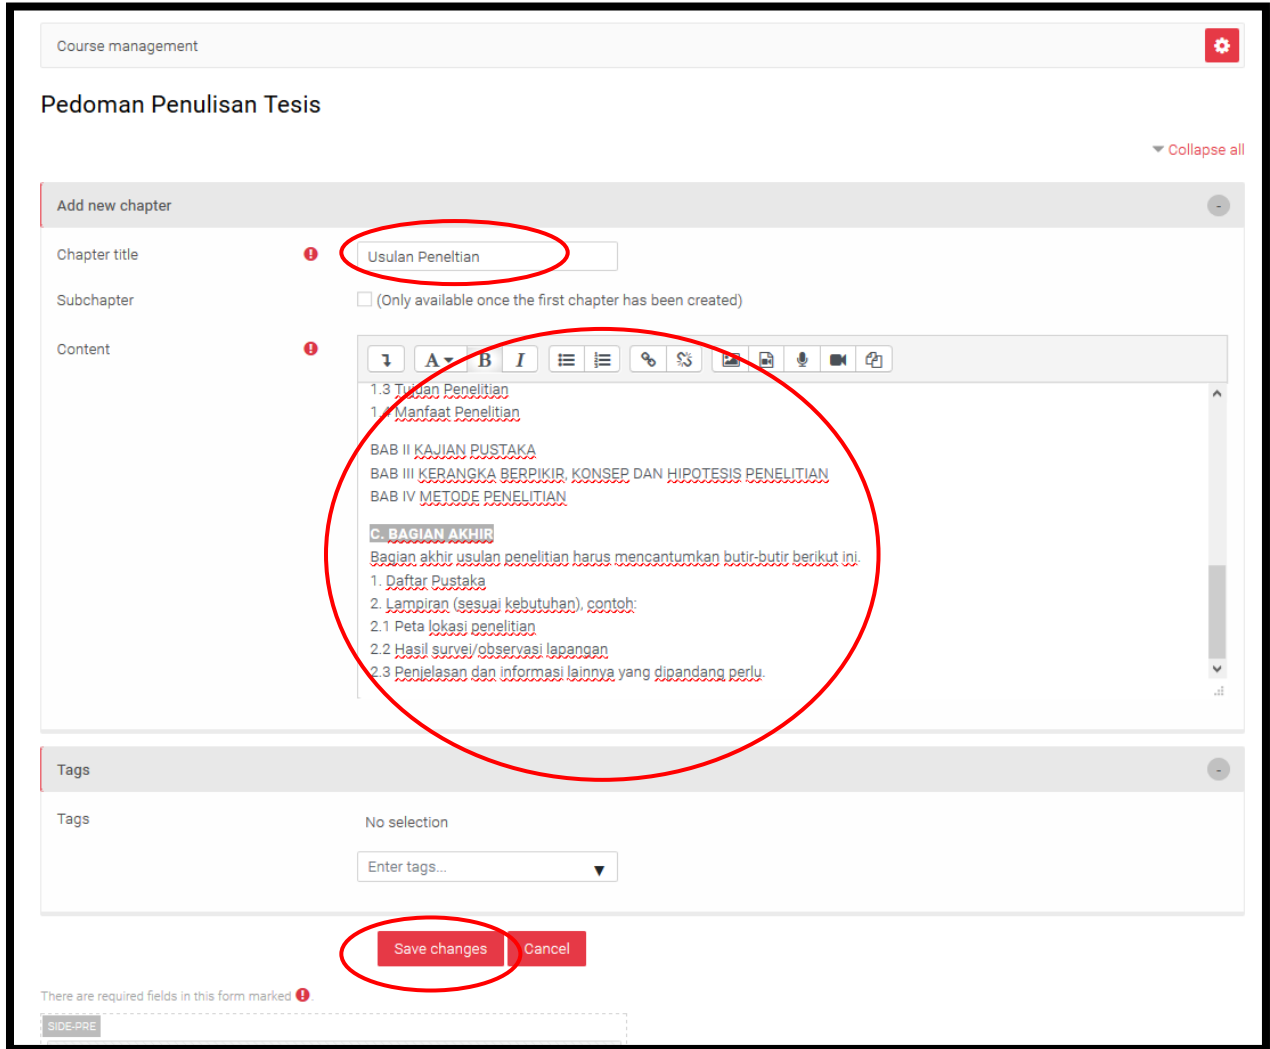 Course management
Pedoman Penulisan Tesis
Collapse all
Add new chapter
Chapter title
Usulan Peneltian
Subchapter
(Only available once the first chapter has been created)
Content
A B I
1.3 Tujuan Penelitian
1.4 Manfaat Penelitian
BAB II KAJIAN PUSTAKA
BAB III KERANGKA BERPIKIR, KONSEP DAN HIPOTESIS PENELITIAN
BAB IV METODE PENELITIAN
C. BAGIAN AKHIR
Bagian akhir usulan penelitian harus mencantumkan butir-butir berikut ini.
1. Daftar Pustaka
2. Lampiran (sesuai kebutuhan), contoh:
2.1 Peta lokasi penelitian
2.2 Hasil survei/observasi lapangan
2.3 Penjelasan dan informasi lainnya yang dipandang perlu.
Tags
Tags
No selection
Enter tags...
Save changes Cancel
There are required fields in this form marked .
SIDE-PRE